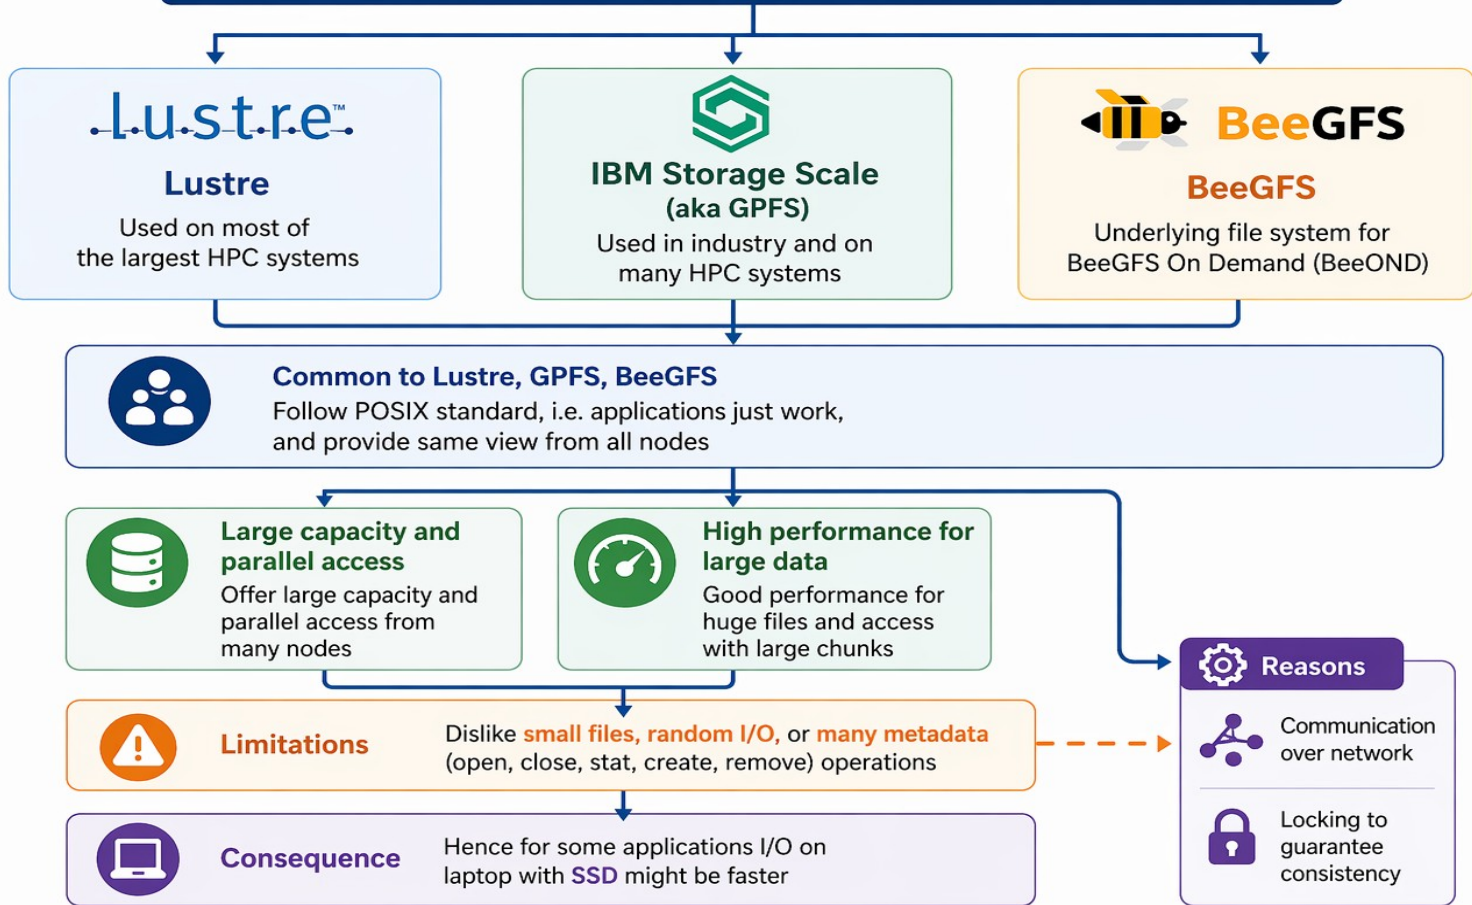 Lustre™
Lustre
Used on most of
the largest HPC systems
IBM Storage Scale
(aka GPFS)
Used in industry and on
many HPC systems
BeeGFS
BeeGFS
Underlying file system for
BeeGFS On Demand (BeeOND)
Common to Lustre, GPFS, BeeGFS
Follow POSIX standard, i.e. applications just work,
and provide same view from all nodes
Large capacity and
parallel access
Offer large capacity and
parallel access from
many nodes
High performance for
large data
Good performance for
huge files and access
with large chunks
Limitations
Dislike small files, random I/O, or many metadata
(open, close, stat, create, remove) operations
Consequence
Hence for some applications I/O on
laptop with SSD might be faster
Reasons
Communication
over network
Locking to
guarantee
consistency